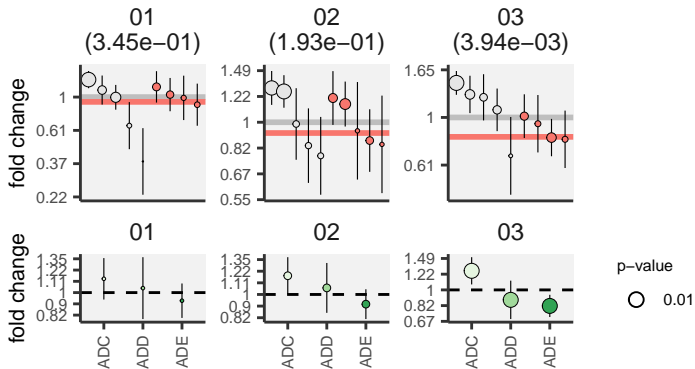 01
(3.45e−01)
02
(1.93e−01)
03
(3.94e−03)
fold change
1
0.61
0.37
0.22
1.49
1.22
1
0.82
0.67
0.55
1.65
1
0.61
01
02
03
fold change
1.35
1.22
1.11
1
0.9
0.82
1.35
1.22
1.11
1
0.9
0.82
1.49
1.22
1
0.82
0.67
ADC
ADD
ADE
ADC
ADD
ADE
ADC
ADD
ADE
p−value
0.01